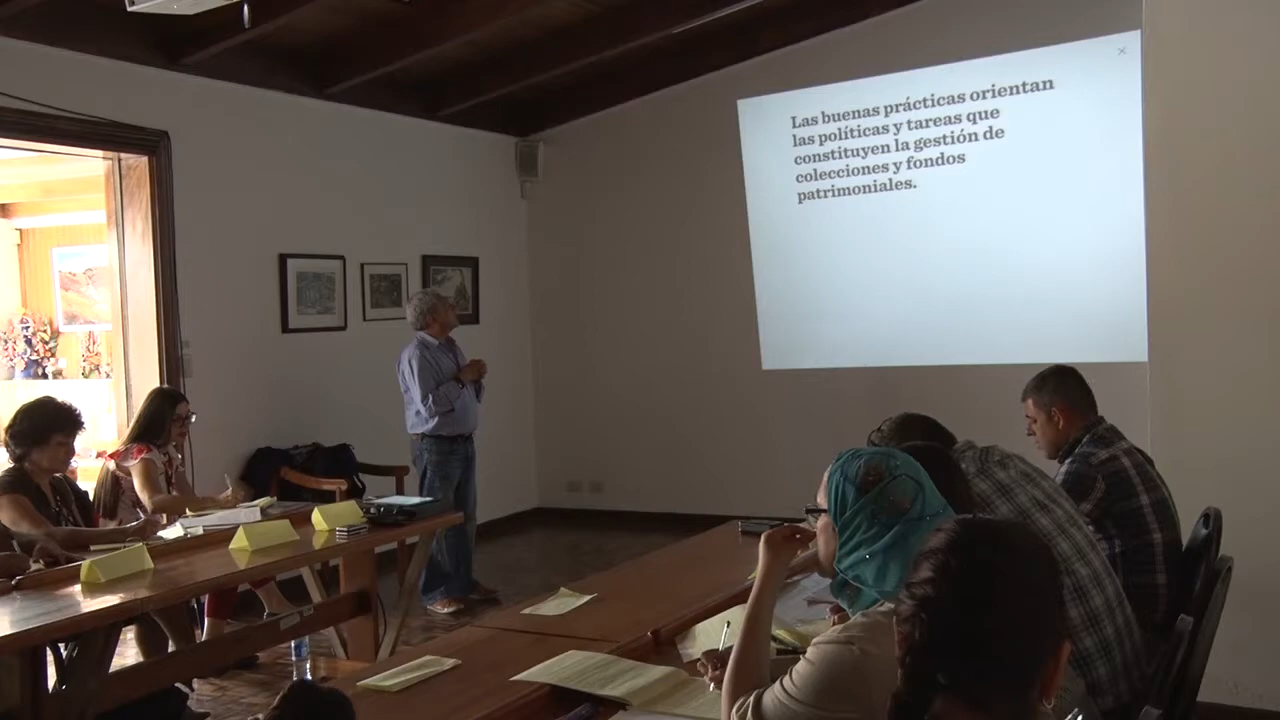 Las buenas prácticas orientan
las políticas y tareas que
constituyen la gestión de
colecciones y fondos
patrimoniales.